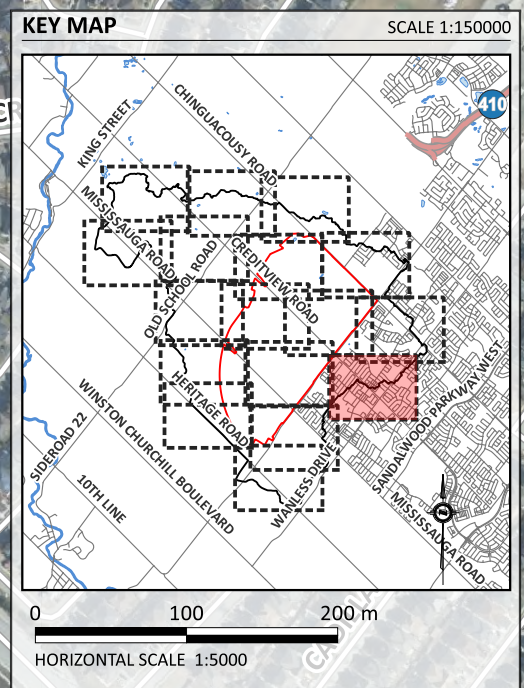 KEY MAP
SCALE 1:150000
410
CHINGUACOUSY ROAD
KING STREET
MISSISSAUGA ROAD
CREDITVIEW ROAD
OLD SCHOOL ROAD
HERITAGE ROAD
SANDALWOOD PARKWAY WEST
WINSTON CHURCHILL BOULEVARD
SIDEROAD 22
WANLESS DRIVE
10TH LINE
MISSISSAUGA ROAD
0 100 200 m
HORIZONTAL SCALE 1:5000